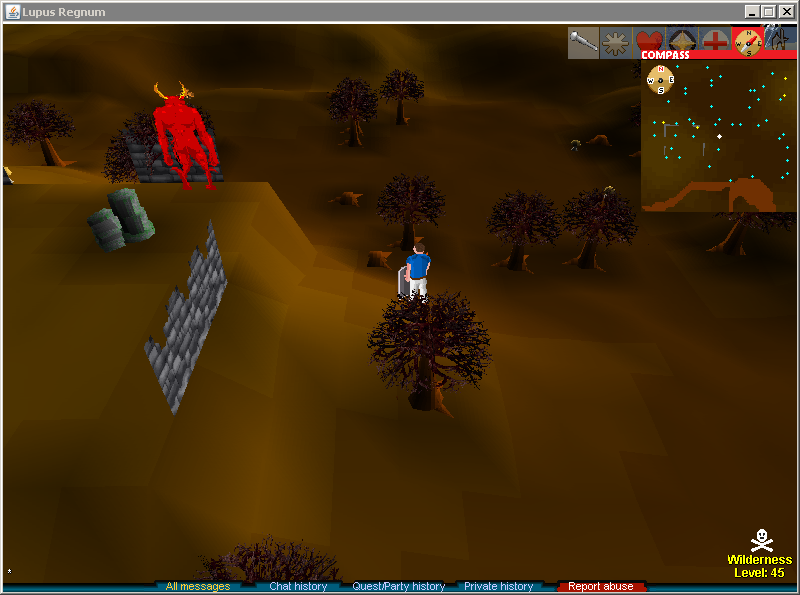 Lupus Regnum
COMPASS
N
W E
S
N
W E
S
*
Wilderness
Level: 45
All messages
Chat history
Quest/Party history
Private history
Report abuse